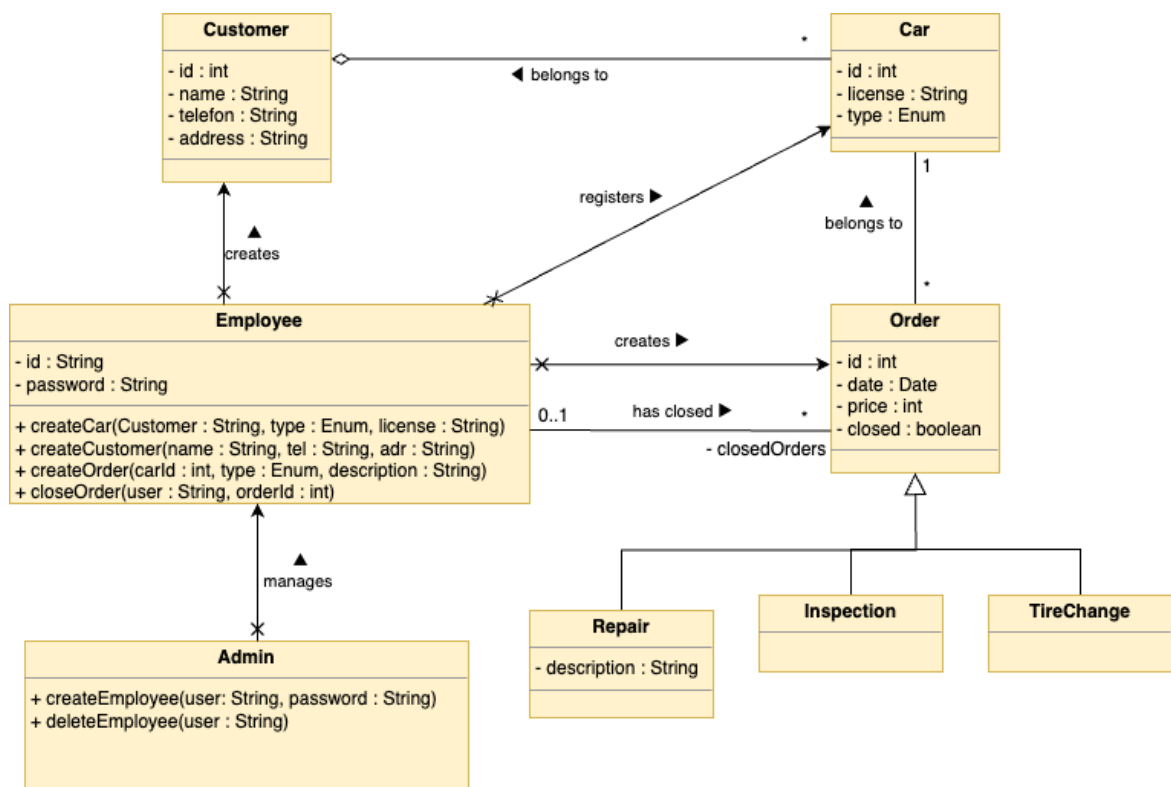 Customer
- id : int
- name : String
- telefon : String
- address : String
*
◀ belongs to
Car
- id : int
- license : String
- type : Enum
registers ▶
1
▲
belongs to
*
▲
creates
Employee
- id : String
- password : String
+ createCar(Customer : String, type : Enum, license : String)
+ createCustomer(name : String, tel : String, adr : String)
+ createOrder(carId : int, type : Enum, description : String)
+ closeOrder(user : String, orderId : int)
creates ▶
0..1
has closed ▶
*
- closedOrders
Order
- id : int
- date : Date
- price : int
- closed : boolean
▲
manages
Admin
+ createEmployee(user: String, password : String)
+ deleteEmployee(user : String)
Repair
- description : String
Inspection
TireChange